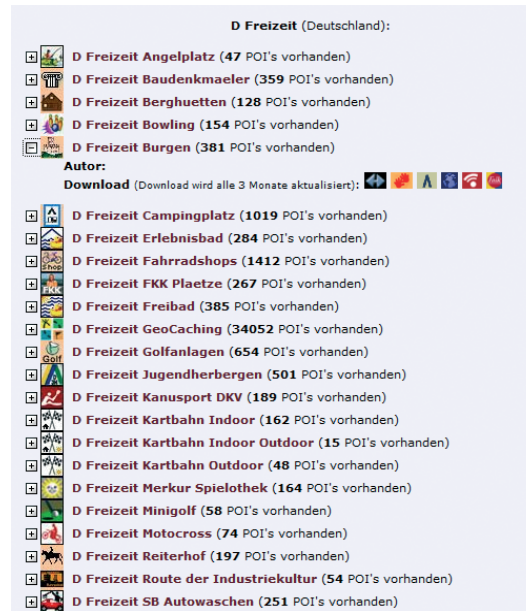 D Freizeit (Deutschland):
D Freizeit Angelplatz (47 POI's vorhanden)
D Freizeit Baudenkmaeler (359 POI's vorhanden)
D Freizeit Berghuetten (128 POI's vorhanden)
D Freizeit Bowling (154 POI's vorhanden)
D Freizeit Burgen (381 POI's vorhanden)
Autor:
Download (Download wird alle 3 Monate aktualisiert):
D Freizeit Campingplatz (1019 POI's vorhanden)
D Freizeit Erlebnisbad (284 POI's vorhanden)
Shop D Freizeit Fahrradshops (1412 POI's vorhanden)
FKK D Freizeit FKK Plaetze (267 POI's vorhanden)
D Freizeit Freibad (385 POI's vorhanden)
D Freizeit GeoCaching (34052 POI's vorhanden)
Golf D Freizeit Golfanlagen (654 POI's vorhanden)
D Freizeit Jugendherbergen (501 POI's vorhanden)
D Freizeit Kanusport DKV (189 POI's vorhanden)
D Freizeit Kartbahn Indoor (162 POI's vorhanden)
D Freizeit Kartbahn Indoor Outdoor (15 POI's vorhanden)
D Freizeit Kartbahn Outdoor (48 POI's vorhanden)
D Freizeit Merkur Spielothek (164 POI's vorhanden)
D Freizeit Minigolf (58 POI's vorhanden)
D Freizeit Motocross (74 POI's vorhanden)
D Freizeit Reiterhof (197 POI's vorhanden)
D Freizeit Route der Industriekultur (54 POI's vorhanden)
D Freizeit SB Autowaschen (251 POI's vorhanden)